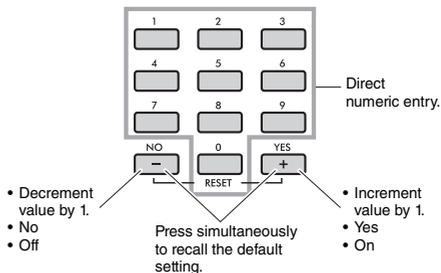 1 2 3
4 5 6
7 8 9
Direct
numeric entry.
NO 0 YES
− +
RESET
• Decrement
value by 1.
• No
• Off
Press simultaneously
to recall the default
setting.
• Increment
value by 1.
• Yes
• On